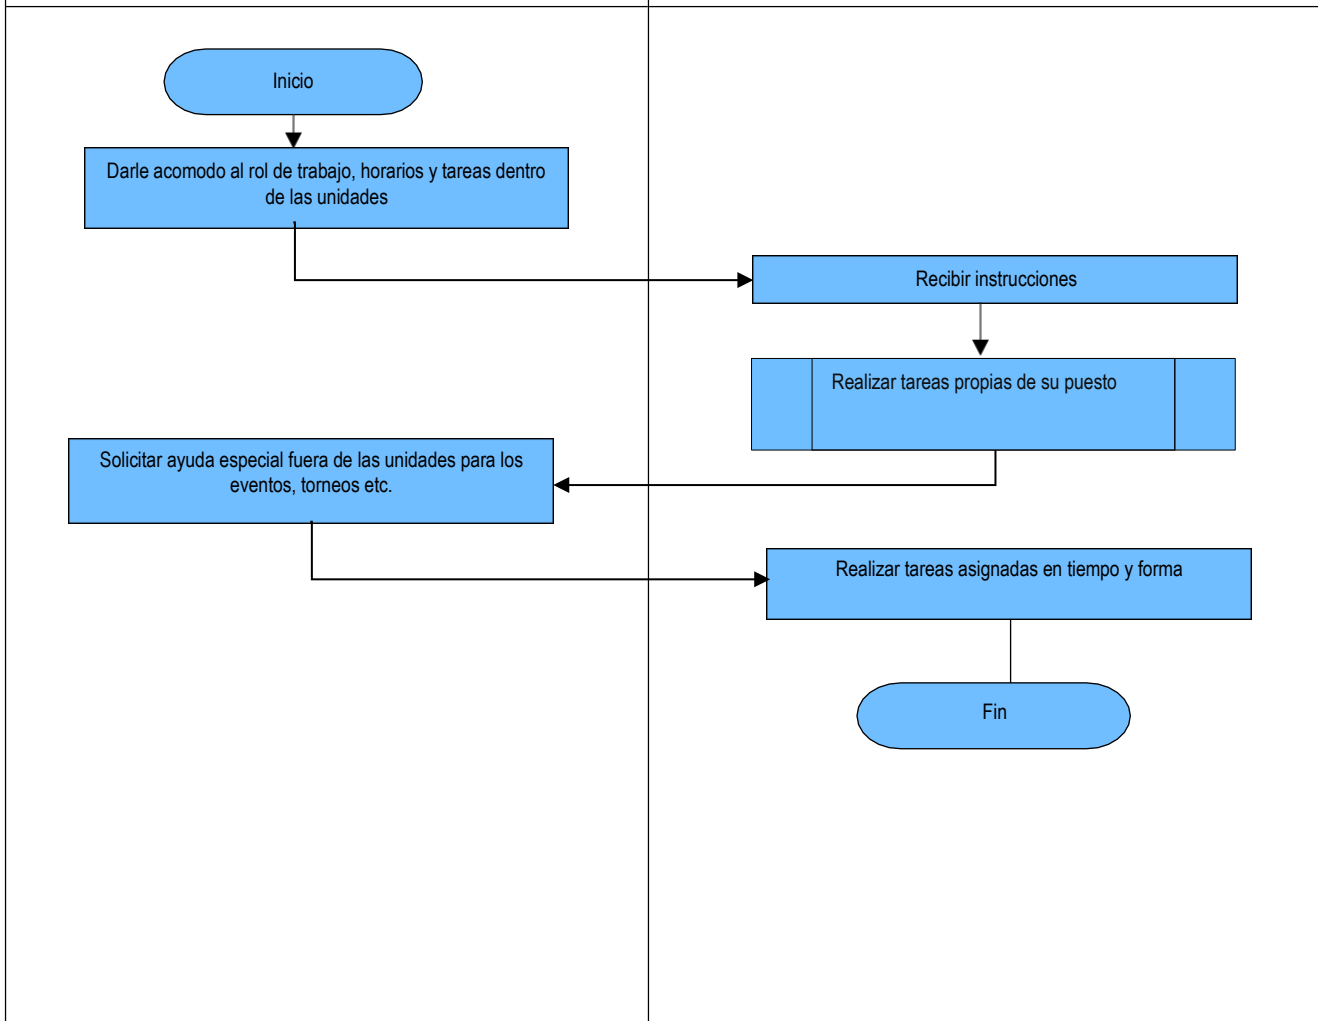 Inicio
Darle acomodo al rol de trabajo, horarios y tareas dentro
de las unidades
Recibir instrucciones
Realizar tareas propias de su puesto
Solicitar ayuda especial fuera de las unidades para los
eventos, torneos etc.
Realizar tareas asignadas en tiempo y forma
Fin